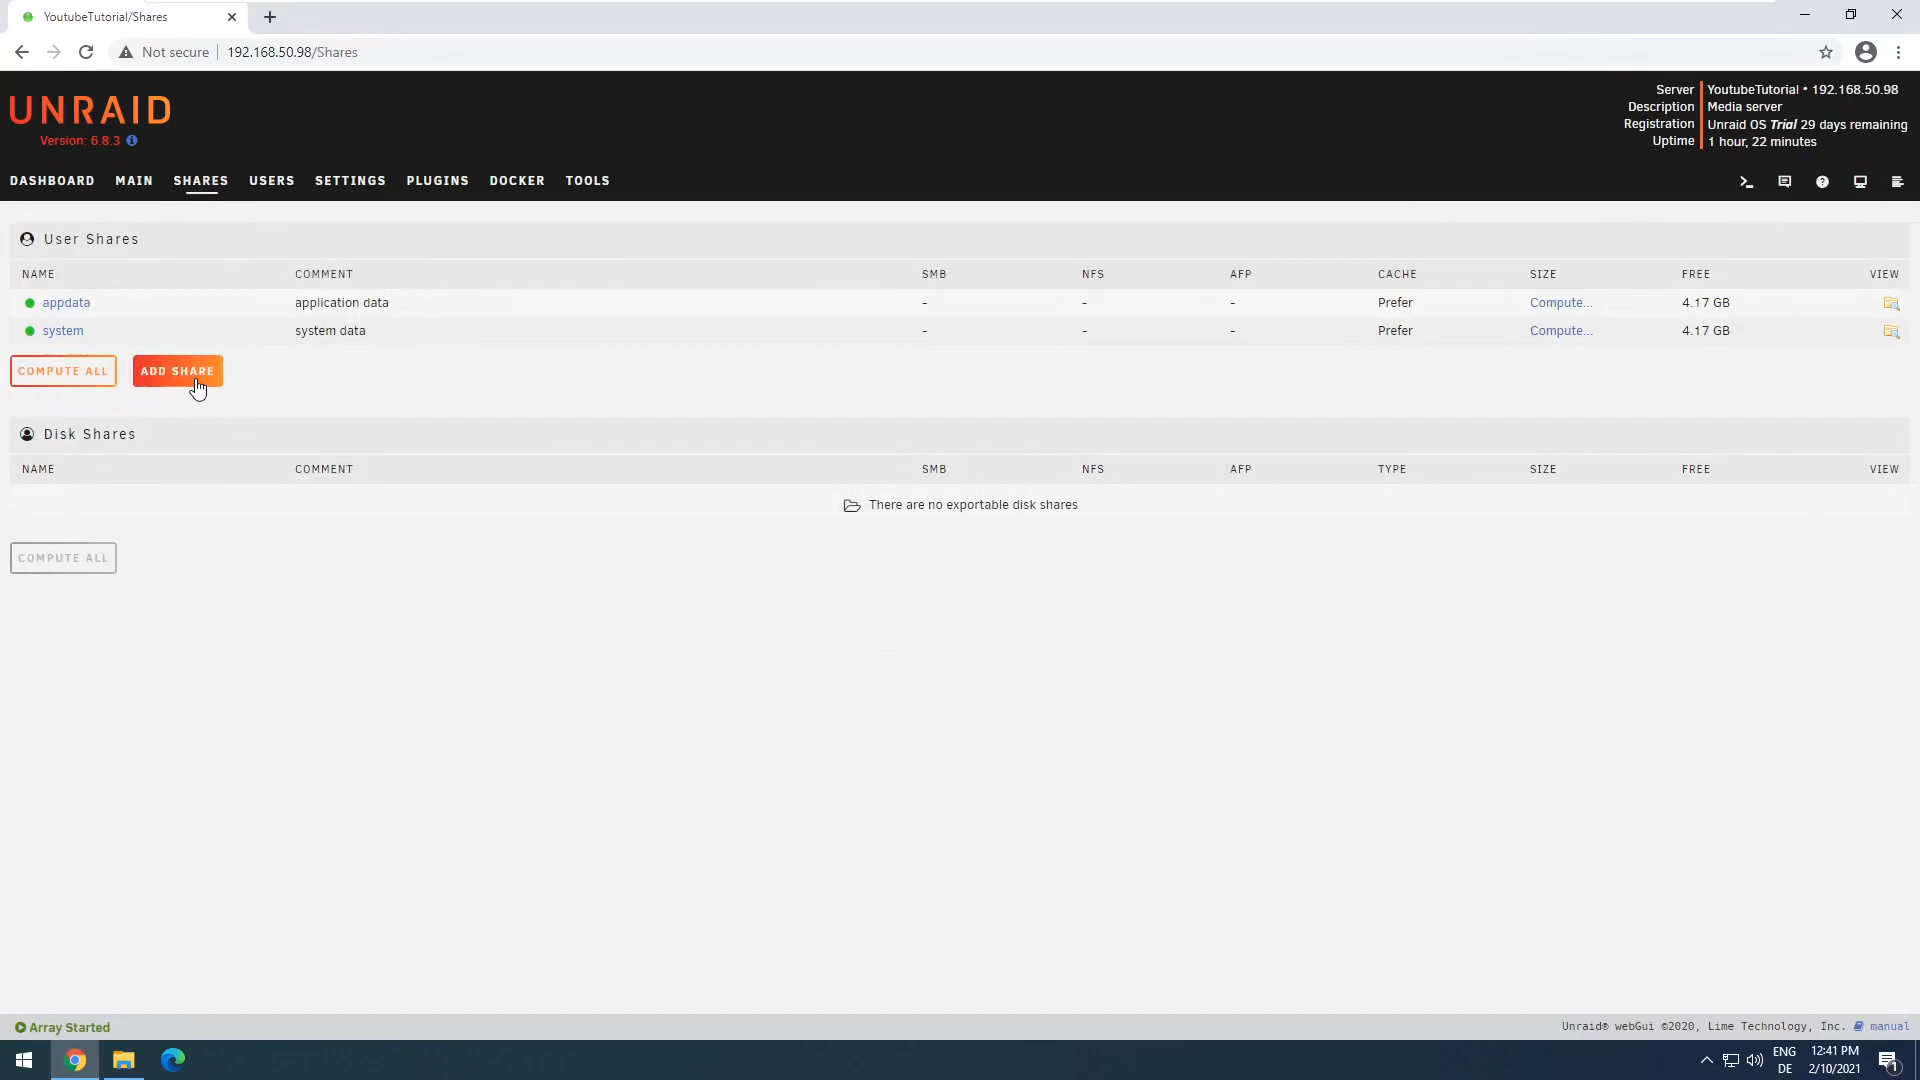 YoutubeTutorial/Shares
Not secure 192.168.50.98/Shares
UNRAID
Version: 6.8.3
Server YoutubeTutorial • 192.168.50.98
Description Media server
Registration Unraid OS Trial 29 days remaining
Uptime 1 hour, 22 minutes
DASHBOARD MAIN SHARES USERS SETTINGS PLUGINS DOCKER TOOLS
User Shares
NAME COMMENT SMB NFS AFP CACHE SIZE FREE VIEW
appdata application data - - - Prefer Compute... 4.17 GB
system system data - - - Prefer Compute... 4.17 GB
COMPUTE ALL ADD SHARE
Disk Shares
NAME COMMENT SMB NFS AFP TYPE SIZE FREE VIEW
There are no exportable disk shares
COMPUTE ALL
Array Started Unraid® webGui ©2020, Lime Technology, Inc. manual
ENG 12:41 PM
DE 2/10/2021 1